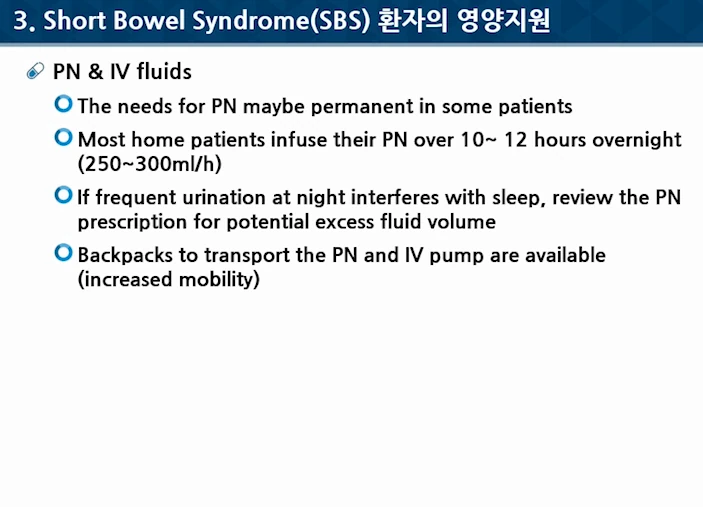 3. Short Bowel Syndrome(SBS) 환자의 영양지원
PN & IV fluids
The needs for PN maybe permanent in some patients
Most home patients infuse their PN over 10~ 12 hours overnight
(250~300ml/h)
If frequent urination at night interferes with sleep, review the PN
prescription for potential excess fluid volume
Backpacks to transport the PN and IV pump are available
(increased mobility)